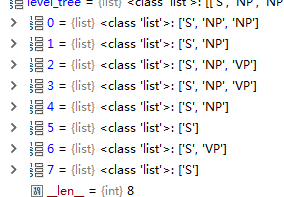 level_tree = {list} <class 'list'>: [['S', 'NP', 'NP
0 = {list} <class 'list'>: ['S', 'NP', 'NP']
1 = {list} <class 'list'>: ['S', 'NP']
2 = {list} <class 'list'>: ['S', 'NP', 'VP']
3 = {list} <class 'list'>: ['S', 'NP', 'VP']
4 = {list} <class 'list'>: ['S', 'NP']
5 = {list} <class 'list'>: ['S']
6 = {list} <class 'list'>: ['S', 'VP']
7 = {list} <class 'list'>: ['S']
__len__ = {int} 8